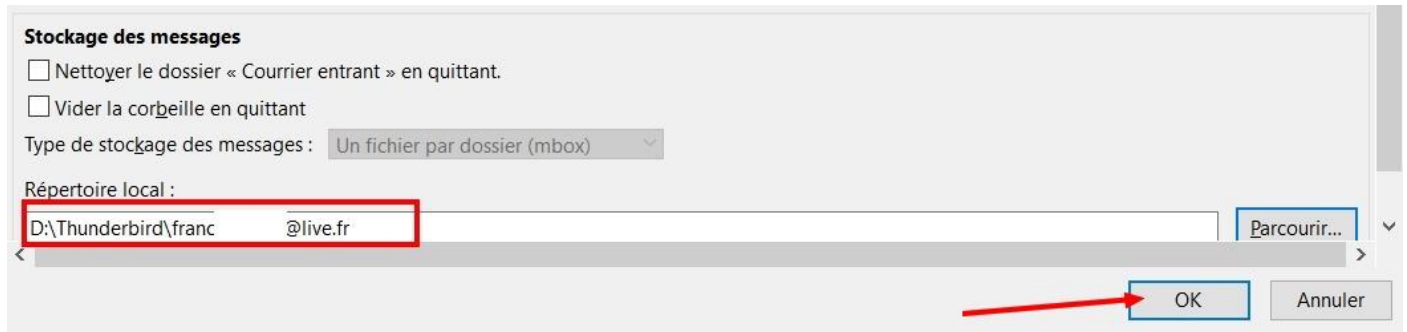 Stockage des messages
Nettoyer le dossier « Courrier entrant » en quittant.
Vider la corbeille en quittant
Type de stockage des messages : Un fichier par dossier (mbox)
Répertoire local :
D:\Thunderbird\franc @live.fr Parcourir...
OK Annuler